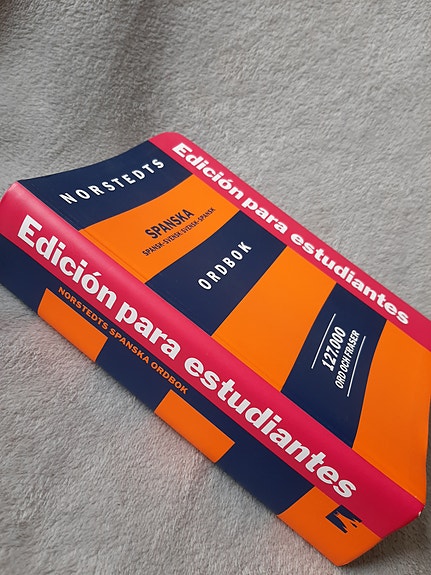 NORSTEDTS
SPANSKA
SPANSK-SVENSK SVENSK-SPANSK
ORDBOK
127.000
ORD OCH FRASER
Edición para estudiantes
Edición para estudiantes
NORSTEDTS SPANSKA ORDBOK